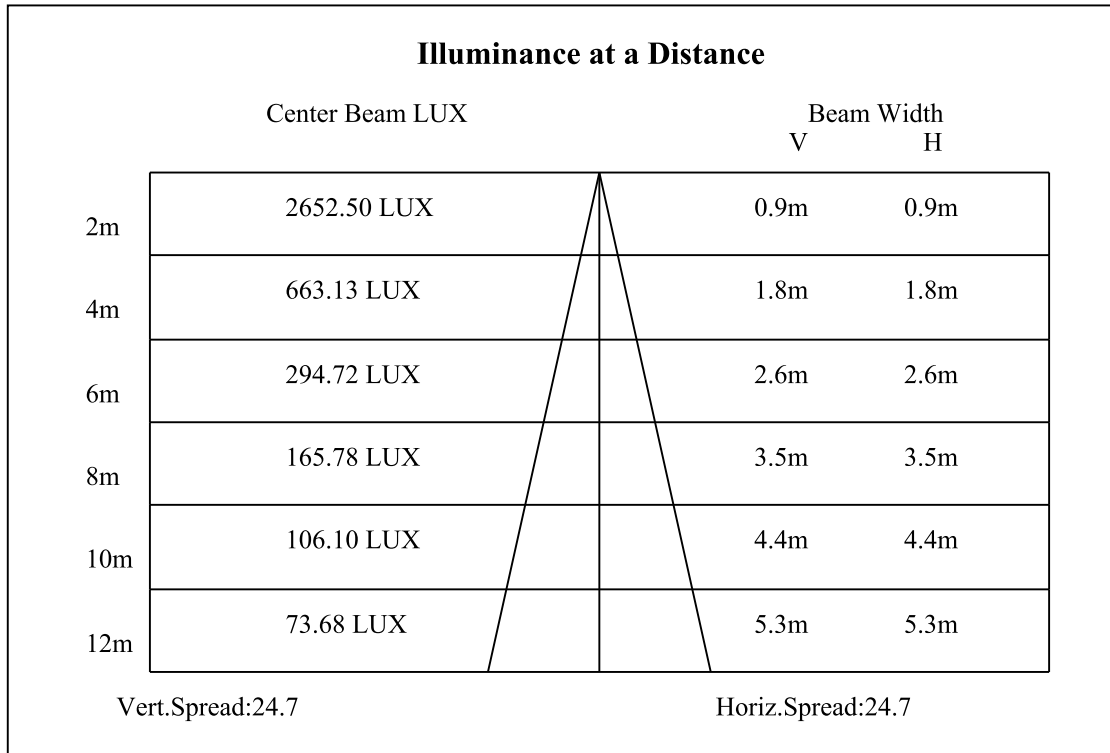 Illuminance at a Distance
Center Beam LUX Beam Width
V H
2m 2652.50 LUX 0.9m 0.9m
4m 663.13 LUX 1.8m 1.8m
6m 294.72 LUX 2.6m 2.6m
8m 165.78 LUX 3.5m 3.5m
10m 106.10 LUX 4.4m 4.4m
12m 73.68 LUX 5.3m 5.3m
Vert.Spread:24.7 Horiz.Spread:24.7